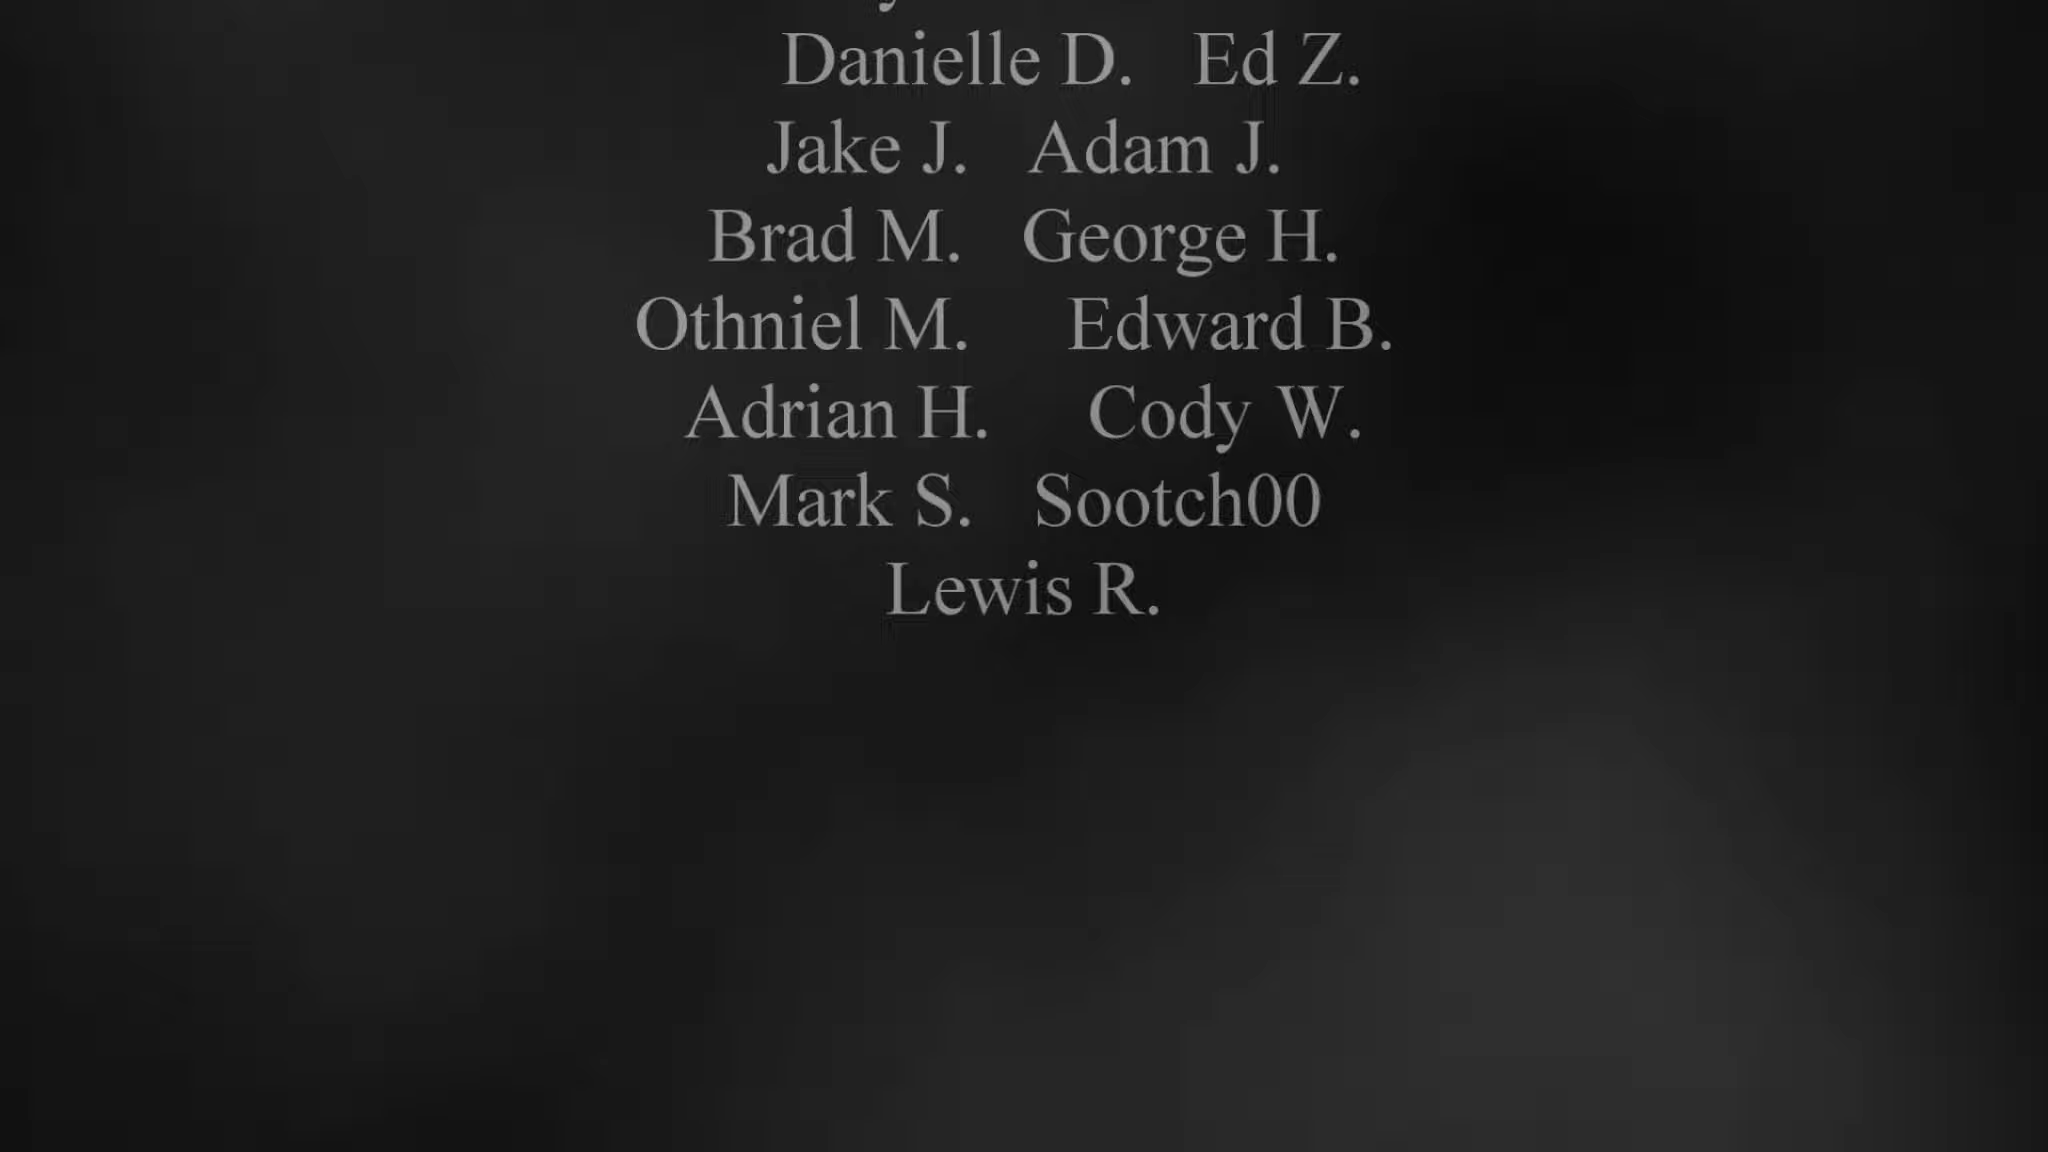 Danielle D. Ed Z.
Jake J. Adam J.
Brad M. George H.
Othniel M. Edward B.
Adrian H. Cody W.
Mark S. Sootch00
Lewis R.